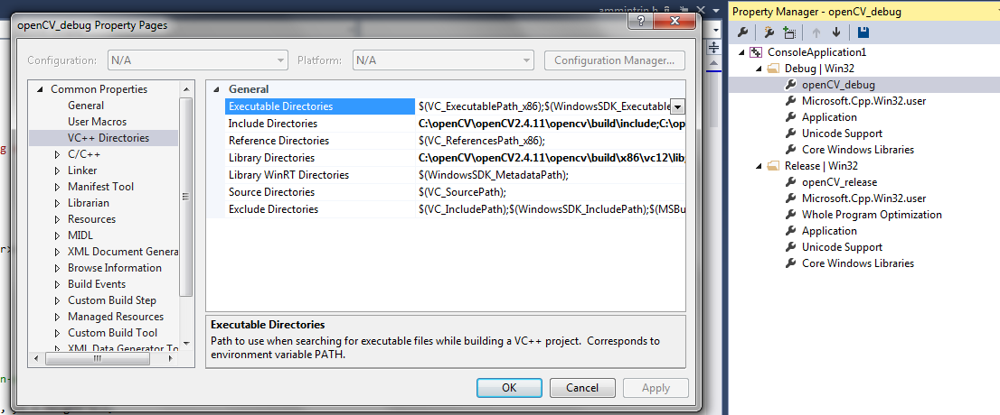 ammintrin.h
openCV_debug Property Pages
Configuration: N/A Platform: N/A Configuration Manager...
Common Properties
General
User Macros
VC++ Directories
C/C++
Linker
Manifest Tool
Librarian
Resources
MIDL
XML Document Genera
Browse Information
Build Events
Custom Build Step
Managed Resources
Custom Build Tool
XML Data Generator To
General
Executable Directories $(VC_ExecutablePath_x86);$(WindowsSDK_Executable
Include Directories C:\openCV\openCV2.4.11\opencv\build\include;C:\op
Reference Directories $(VC_ReferencesPath_x86);
Library Directories C:\openCV\openCV2.4.11\opencv\build\x86\vc12\lib;
Library WinRT Directories $(WindowsSDK_MetadataPath);
Source Directories $(VC_SourcePath);
Exclude Directories $(VC_IncludePath);$(WindowsSDK_IncludePath);$(MSBu
Executable Directories
Path to use when searching for executable files while building a VC++ project. Corresponds to
environment variable PATH.
OK Cancel Apply
Property Manager - openCV_debug
ConsoleApplication1
Debug | Win32
openCV_debug
Microsoft.Cpp.Win32.user
Application
Unicode Support
Core Windows Libraries
Release | Win32
openCV_release
Microsoft.Cpp.Win32.user
Whole Program Optimization
Application
Unicode Support
Core Windows Libraries